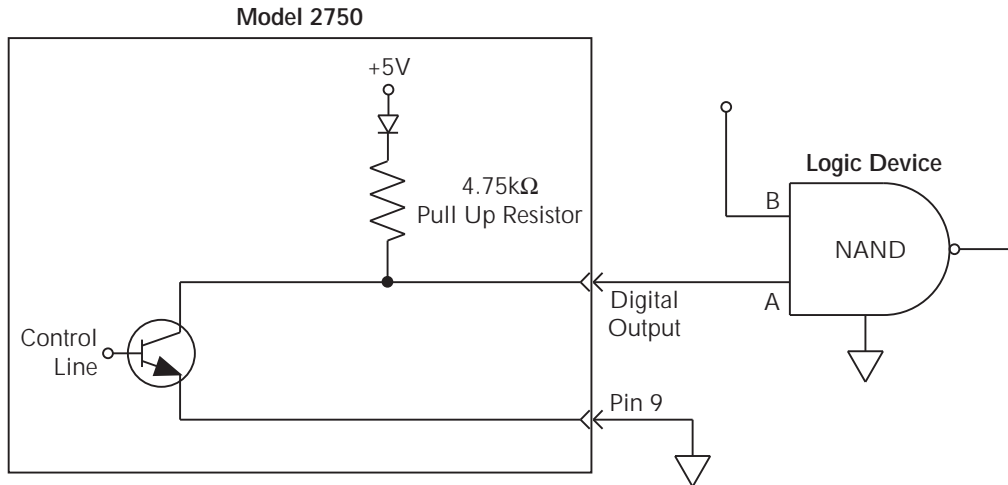 Model 2750
+5V
4.75kΩ
Pull Up Resistor
Logic Device
B
NAND
A
Digital
Output
Control
Line
Pin 9